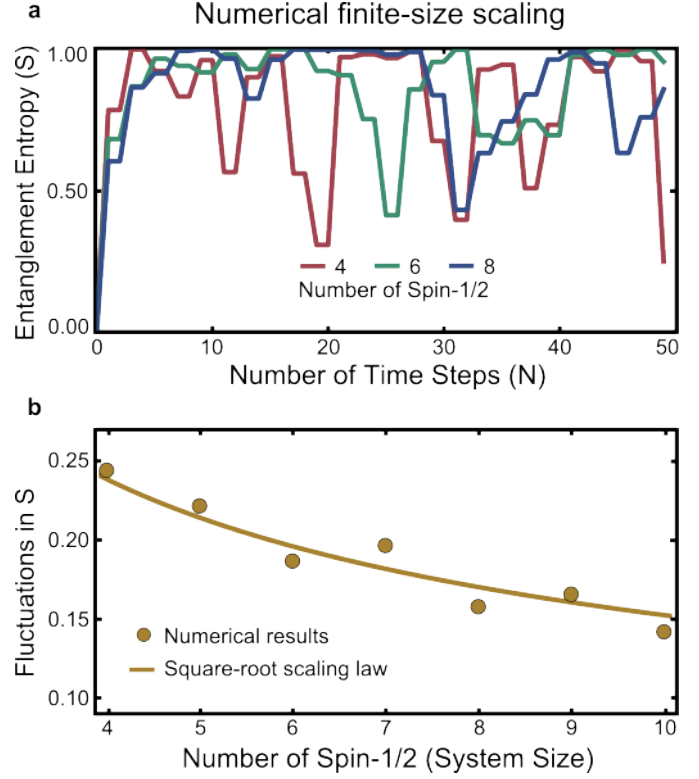 a
Numerical finite-size scaling
Entanglement Entropy (S)
1.00
0.50
0.00
4 6 8
Number of Spin-1/2
0 10 20 30 40 50
Number of Time Steps (N)
b
Fluctuations in S
0.25
0.20
0.15
0.10
Numerical results
Square-root scaling law
4 5 6 7 8 9 10
Number of Spin-1/2 (System Size)